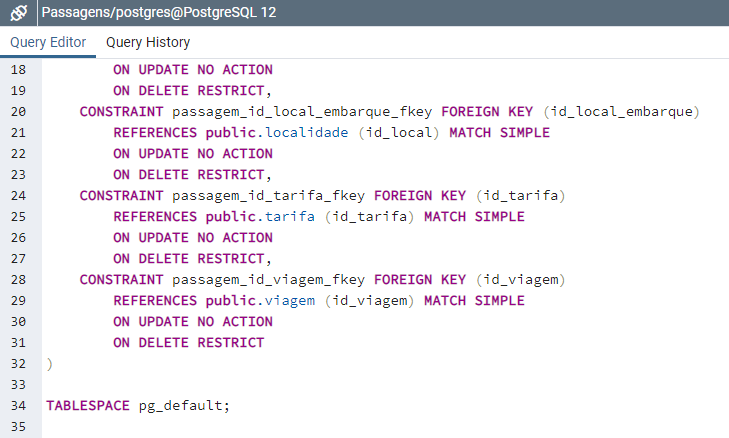 Passagens/postgres@PostgreSQL 12
Query Editor Query History
18 ON UPDATE NO ACTION
19 ON DELETE RESTRICT,
20 CONSTRAINT passagem_id_local_embarque_fkey FOREIGN KEY (id_local_embarque)
21 REFERENCES public.localidade (id_local) MATCH SIMPLE
22 ON UPDATE NO ACTION
23 ON DELETE RESTRICT,
24 CONSTRAINT passagem_id_tarifa_fkey FOREIGN KEY (id_tarifa)
25 REFERENCES public.tarifa (id_tarifa) MATCH SIMPLE
26 ON UPDATE NO ACTION
27 ON DELETE RESTRICT,
28 CONSTRAINT passagem_id_viagem_fkey FOREIGN KEY (id_viagem)
29 REFERENCES public.viagem (id_viagem) MATCH SIMPLE
30 ON UPDATE NO ACTION
31 ON DELETE RESTRICT
32 )
33
34 TABLESPACE pg_default;
35